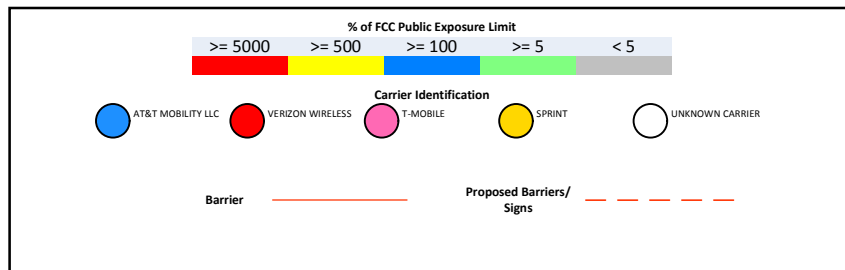 % of FCC Public Exposure Limit
>= 5000 >= 500 >= 100 >= 5 < 5
Carrier Identification
AT&T MOBILITY LLC VERIZON WIRELESS T-MOBILE SPRINT UNKNOWN CARRIER
Barrier Proposed Barriers/
Signs